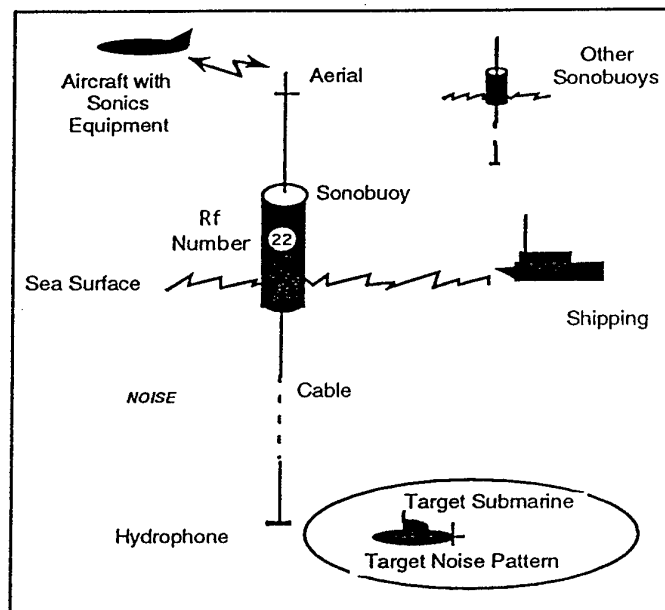 Aircraft with
Sonics
Equipment
Aerial
Other
Sonobuoys
Sonobuoy
Rf
Number
22
Sea Surface
Shipping
NOISE
Cable
Hydrophone
Target Submarine
Target Noise Pattern